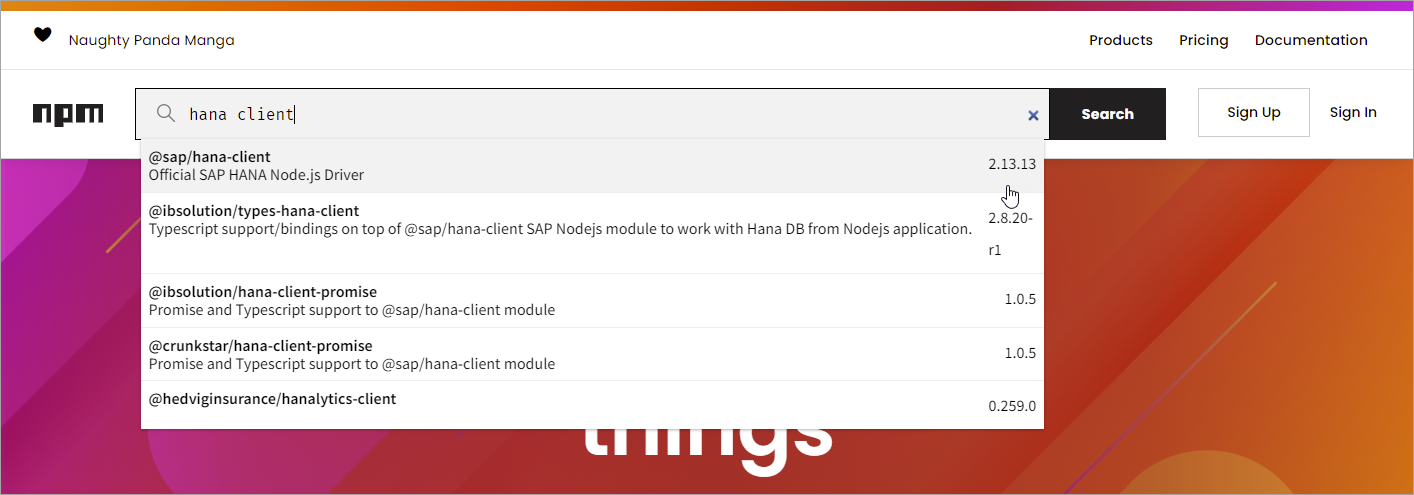 Naughty Panda Manga
Products Pricing Documentation
npm
hana client
×
Search
Sign Up
Sign In
@sap/hana-client
Official SAP HANA Node.js Driver
2.13.13
@ibsolution/types-hana-client
Typescript support/bindings on top of @sap/hana-client SAP Nodejs module to work with Hana DB from Nodejs application.
2.8.20-
r1
@ibsolution/hana-client-promise
Promise and Typescript support to @sap/hana-client module
1.0.5
@crunkstar/hana-client-promise
Promise and Typescript support to @sap/hana-client module
1.0.5
@hedviginsurance/hanalytics-client
0.259.0
things